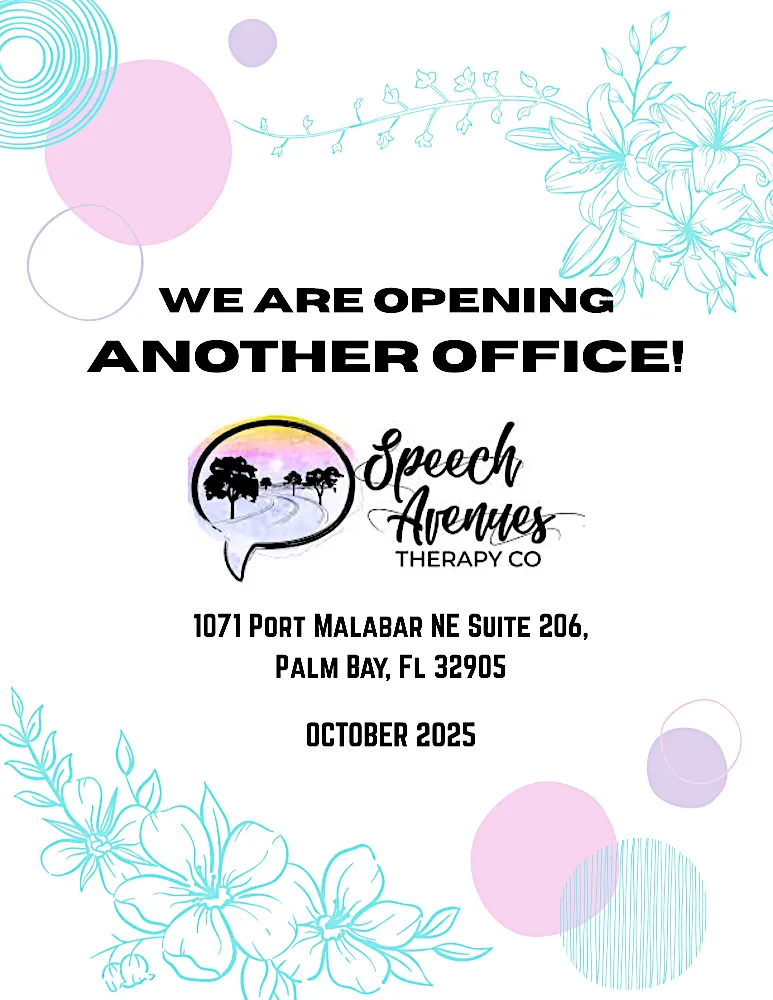 WE ARE OPENING
ANOTHER OFFICE!
Speech
Avenues
THERAPY CO
1071 PORT MALABAR NE SUITE 206,
PALM BAY, FL 32905
OCTOBER 2025